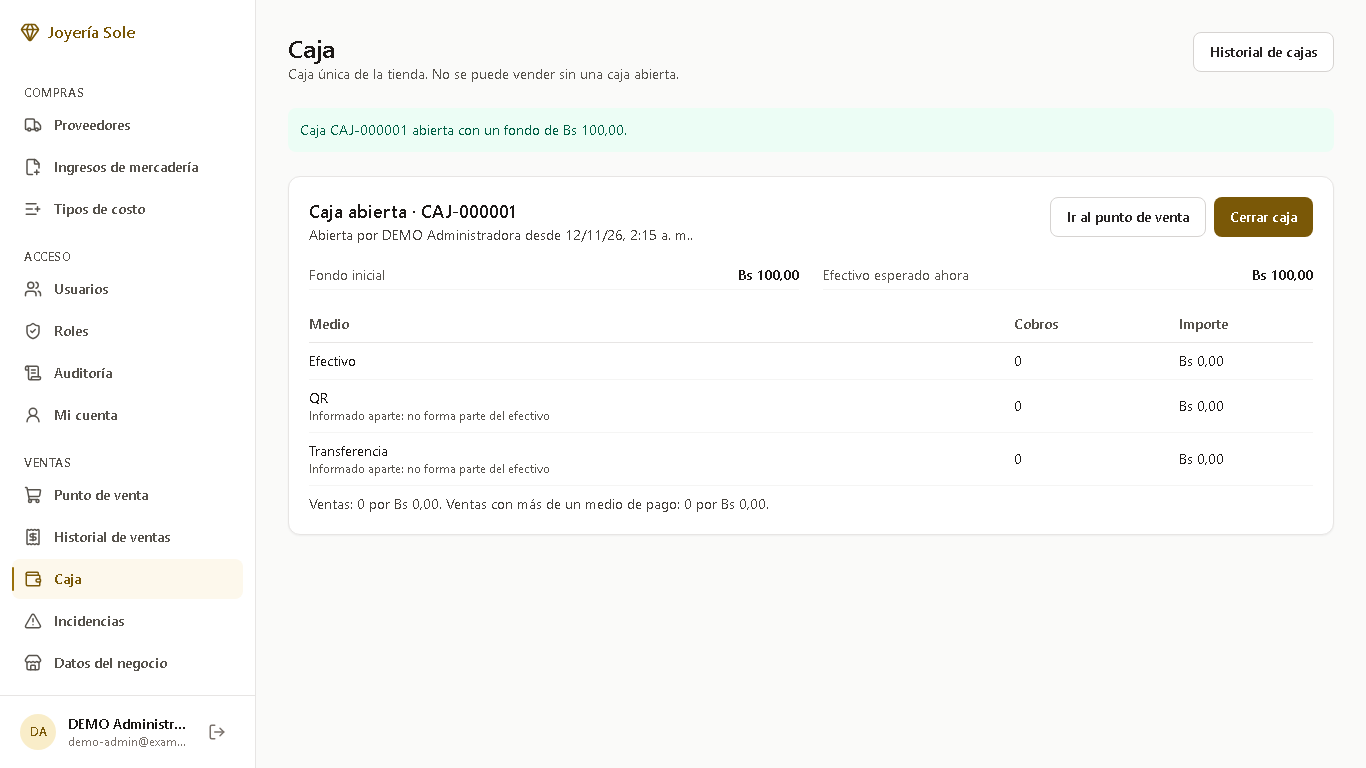 Joyería Sole
COMPRAS
Proveedores
Ingresos de mercadería
Tipos de costo
ACCESO
Usuarios
Roles
Auditoría
Mi cuenta
VENTAS
Punto de venta
Historial de ventas
Caja
Incidencias
Datos del negocio
DA
DEMO Administr...
demo-admin@exam...
Caja
Caja única de la tienda. No se puede vender sin una caja abierta.
Historial de cajas
Caja CAJ-000001 abierta con un fondo de Bs 100,00.
Caja abierta · CAJ-000001
Abierta por DEMO Administradora desde 12/11/26, 2:15 a. m..
Ir al punto de venta
Cerrar caja
Fondo inicial Bs 100,00
Efectivo esperado ahora Bs 100,00
Medio Cobros Importe
Efectivo 0 Bs 0,00
QR
Informado aparte: no forma parte del efectivo
0 Bs 0,00
Transferencia
Informado aparte: no forma parte del efectivo
0 Bs 0,00
Ventas: 0 por Bs 0,00. Ventas con más de un medio de pago: 0 por Bs 0,00.